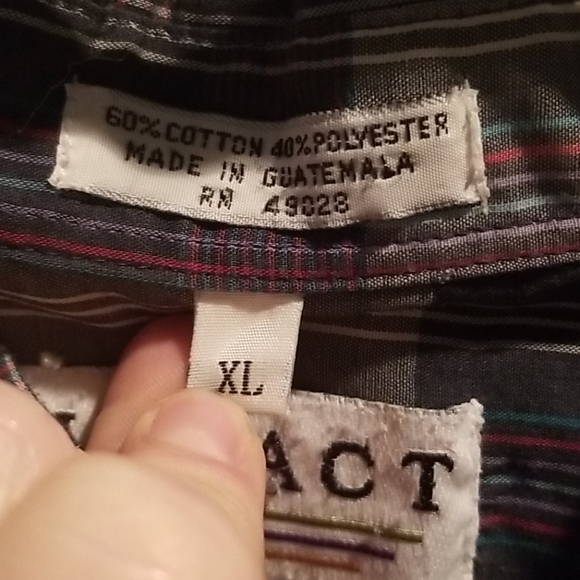 60% COTTON 40% POLYESTER
MADE IN GUATEMALA
RN 49028
XL
ACT